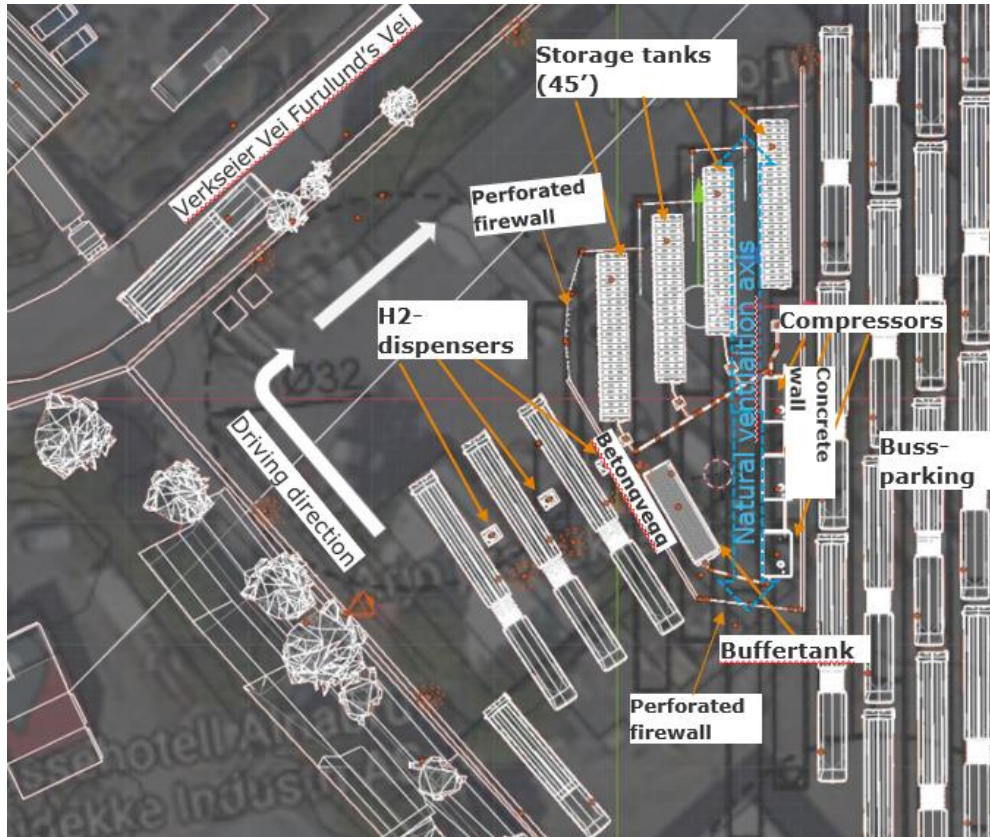 Verkseier Vei Furulund's Vei
Storage tanks
(45')
Perforated
firewall
H2-
dispensers
Ø32
Driving direction
Natural ventilaition axis
Compressors
Concrete
wall
Buss-
parking
Betongvegg
Buffertank
Perforated
firewall